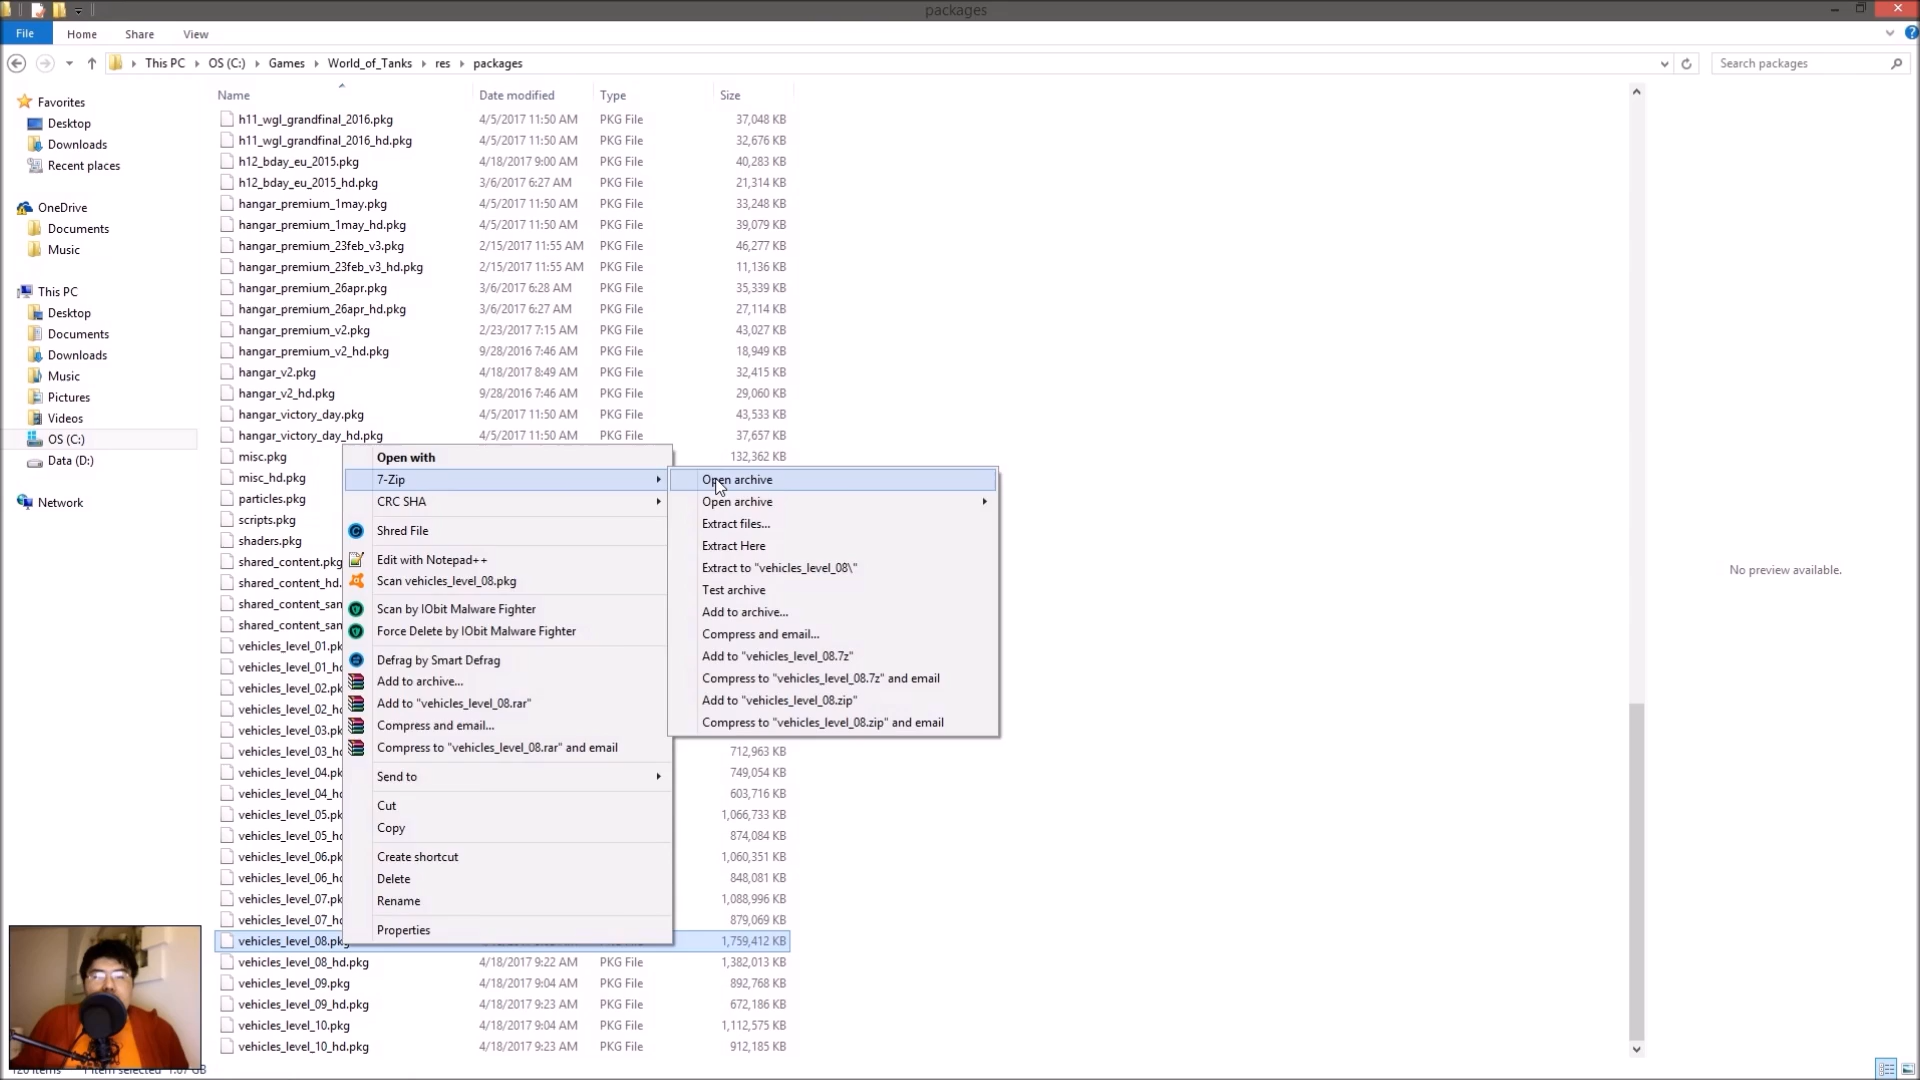 packages
File Home Share View
This PC OS (C:) Games World_of_Tanks res packages
Search packages
Favorites
Desktop
Downloads
Recent places
OneDrive
Documents
Music
This PC
Desktop
Documents
Downloads
Music
Pictures
Videos
OS (C:)
Data (D:)
Network
Name Date modified Type Size
h11_wgl_grandfinal_2016.pkg 4/5/2017 11:50 AM PKG File 37,048 KB
h11_wgl_grandfinal_2016_hd.pkg 4/5/2017 11:50 AM PKG File 32,676 KB
h12_bday_eu_2015.pkg 4/18/2017 9:00 AM PKG File 40,283 KB
h12_bday_eu_2015_hd.pkg 3/6/2017 6:27 AM PKG File 21,314 KB
hangar_premium_1may.pkg 4/5/2017 11:50 AM PKG File 33,248 KB
hangar_premium_1may_hd.pkg 4/5/2017 11:50 AM PKG File 39,079 KB
hangar_premium_23feb_v3.pkg 2/15/2017 11:55 AM PKG File 46,277 KB
hangar_premium_23feb_v3_hd.pkg 2/15/2017 11:55 AM PKG File 11,136 KB
hangar_premium_26apr.pkg 3/6/2017 6:28 AM PKG File 35,339 KB
hangar_premium_26apr_hd.pkg 3/6/2017 6:27 AM PKG File 27,114 KB
hangar_premium_v2.pkg 2/23/2017 7:15 AM PKG File 43,027 KB
hangar_premium_v2_hd.pkg 9/28/2016 7:46 AM PKG File 18,949 KB
hangar_v2.pkg 4/18/2017 8:49 AM PKG File 32,415 KB
hangar_v2_hd.pkg 9/28/2016 7:46 AM PKG File 29,060 KB
hangar_victory_day.pkg 4/5/2017 11:50 AM PKG File 43,533 KB
hangar_victory_day_hd.pkg 4/5/2017 11:50 AM PKG File 37,657 KB
misc.pkg 132,362 KB
misc_hd.pkg
particles.pkg
scripts.pkg
shaders.pkg
shared_content.pkg
shared_content_hd.
shared_content_san
shared_content_san
vehicles_level_01.pk
vehicles_level_01_hd
vehicles_level_02.pk
vehicles_level_02_hd
vehicles_level_03.pk
vehicles_level_03_hd 712,963 KB
vehicles_level_04.pk 749,054 KB
vehicles_level_04_hd 603,716 KB
vehicles_level_05.pk 1,066,733 KB
vehicles_level_05_hd 874,084 KB
vehicles_level_06.pk 1,060,351 KB
vehicles_level_06_hd 848,081 KB
vehicles_level_07.pk 1,088,996 KB
vehicles_level_07_hd 879,069 KB
vehicles_level_08.pkg 1,759,412 KB
vehicles_level_08_hd.pkg 4/18/2017 9:22 AM PKG File 1,382,013 KB
vehicles_level_09.pkg 4/18/2017 9:04 AM PKG File 892,768 KB
vehicles_level_09_hd.pkg 4/18/2017 9:23 AM PKG File 672,186 KB
vehicles_level_10.pkg 4/18/2017 9:04 AM PKG File 1,112,575 KB
vehicles_level_10_hd.pkg 4/18/2017 9:23 AM PKG File 912,185 KB
Open with
7-Zip
CRC SHA
Shred File
Edit with Notepad++
Scan vehicles_level_08.pkg
Scan by IObit Malware Fighter
Force Delete by IObit Malware Fighter
Defrag by Smart Defrag
Add to archive...
Add to "vehicles_level_08.rar"
Compress and email...
Compress to "vehicles_level_08.rar" and email
Send to
Cut
Copy
Create shortcut
Delete
Rename
Properties
Open archive
Open archive
Extract files...
Extract Here
Extract to "vehicles_level_08\"
Test archive
Add to archive...
Compress and email...
Add to "vehicles_level_08.7z"
Compress to "vehicles_level_08.7z" and email
Add to "vehicles_level_08.zip"
Compress to "vehicles_level_08.zip" and email
No preview available.